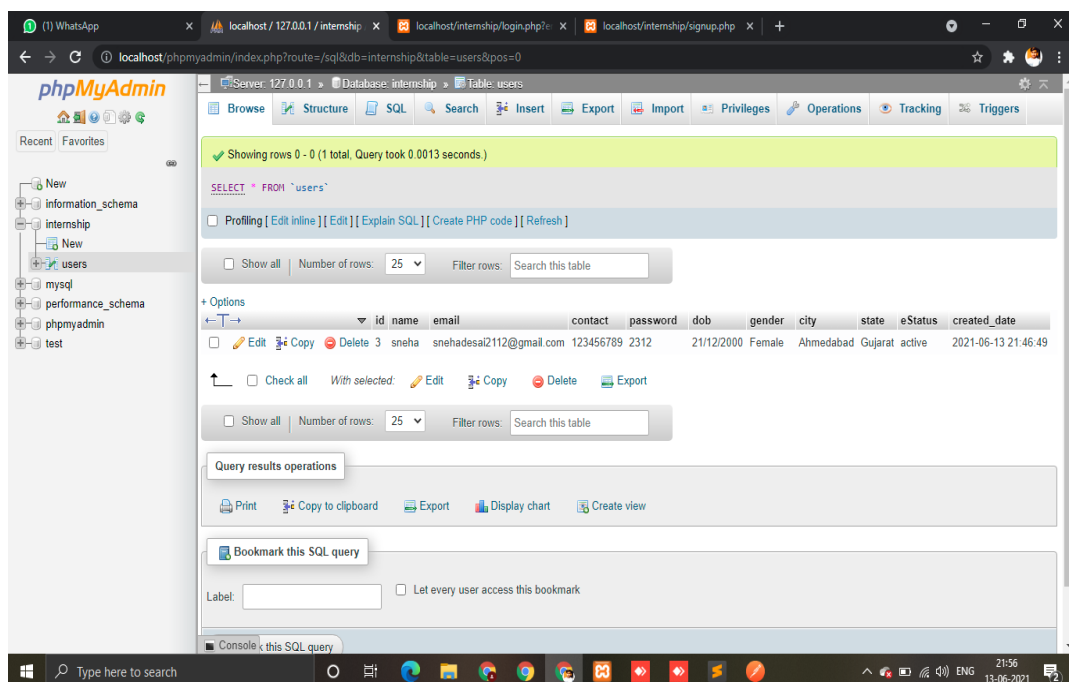 (1) WhatsApp
localhost / 127.0.0.1 / internship
localhost/internship/login.php?e
localhost/internship/signup.php
localhost/phpmyadmin/index.php?route=/sql&db=internship&table=users&pos=0
phpMyAdmin
Recent Favorites
New
information_schema
internship
New
users
mysql
performance_schema
phpmyadmin
test
Server: 127.0.0.1 » Database: internship » Table: users
Browse Structure SQL Search Insert Export Import Privileges Operations Tracking Triggers
Showing rows 0 - 0 (1 total, Query took 0.0013 seconds.)
SELECT * FROM `users`
Profiling [ Edit inline ] [ Edit ] [ Explain SQL ] [ Create PHP code ] [ Refresh ]
Show all | Number of rows: 25 Filter rows: Search this table
+ Options
←T→ id name email contact password dob gender city state eStatus created_date
Edit Copy Delete 3 sneha snehadesai2112@gmail.com 123456789 2312 21/12/2000 Female Ahmedabad Gujarat active 2021-06-13 21:46:49
Check all With selected: Edit Copy Delete Export
Show all | Number of rows: 25 Filter rows: Search this table
Query results operations
Print Copy to clipboard Export Display chart Create view
Bookmark this SQL query
Label: Let every user access this bookmark
Console this SQL query
Type here to search
ENG 21:56
13-06-2021
2